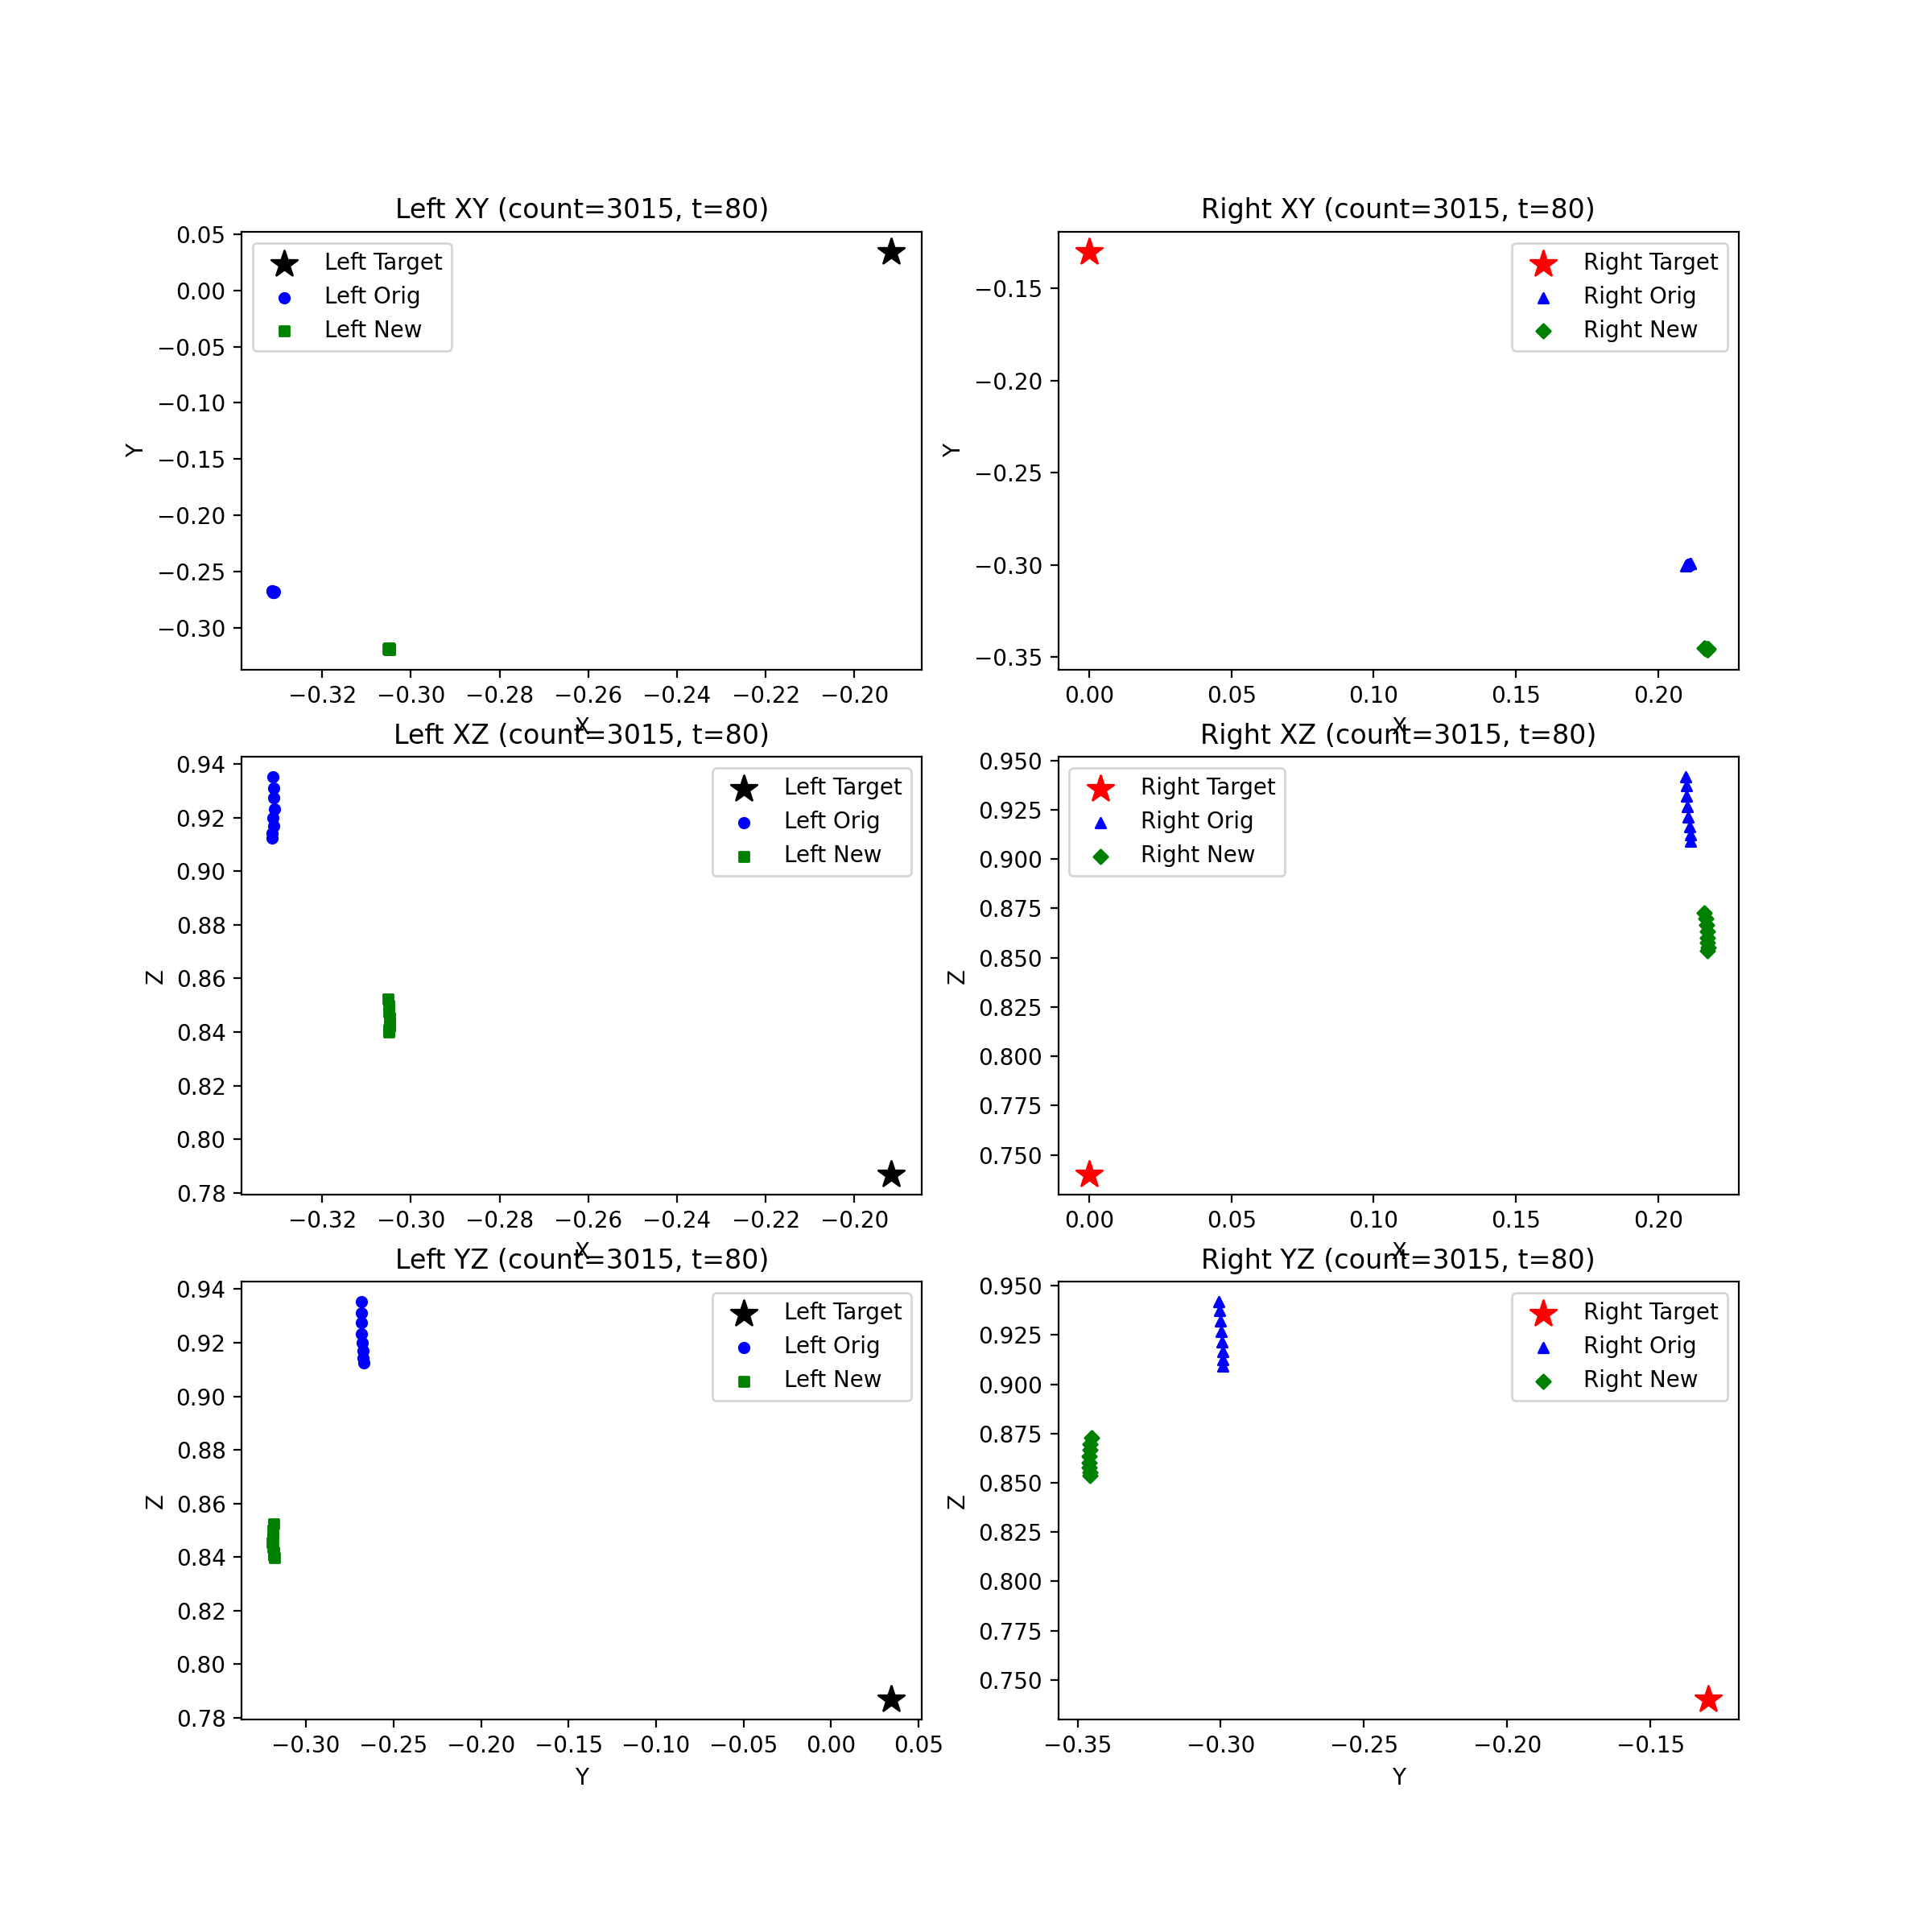 Left XY (count=3015, t=80)
0.05
0.00
−0.05
−0.10
−0.15
−0.20
−0.25
−0.30
Y
Left Target
Left Orig
Left New
−0.32 −0.30 −0.28 −0.26 −0.24 −0.22 −0.20
X
Right XY (count=3015, t=80)
−0.15
−0.20
−0.25
−0.30
−0.35
Y
Right Target
Right Orig
Right New
0.00 0.05 0.10 0.15 0.20
X
Left XZ (count=3015, t=80)
0.94
0.92
0.90
0.88
0.86
0.84
0.82
0.80
0.78
Z
Left Target
Left Orig
Left New
−0.32 −0.30 −0.28 −0.26 −0.24 −0.22 −0.20
X
Right XZ (count=3015, t=80)
0.950
0.925
0.900
0.875
0.850
0.825
0.800
0.775
0.750
Z
Right Target
Right Orig
Right New
0.00 0.05 0.10 0.15 0.20
X
Left YZ (count=3015, t=80)
0.94
0.92
0.90
0.88
0.86
0.84
0.82
0.80
0.78
Z
Left Target
Left Orig
Left New
−0.30 −0.25 −0.20 −0.15 −0.10 −0.05 0.00 0.05
Y
Right YZ (count=3015, t=80)
0.950
0.925
0.900
0.875
0.850
0.825
0.800
0.775
0.750
Z
Right Target
Right Orig
Right New
−0.35 −0.30 −0.25 −0.20 −0.15
Y